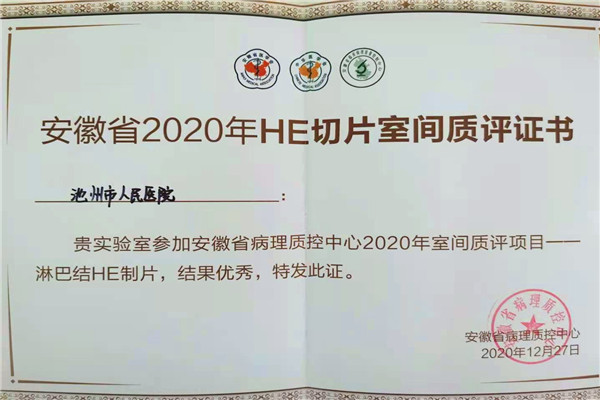 安徽省2020年HE切片室间质评证书
池州市人民医院：
贵实验室参加安徽省病理质控中心2020年室间质评项目——
淋巴结HE制片，结果优秀，特发此证。
安徽省病理质控中心
2020年12月27日